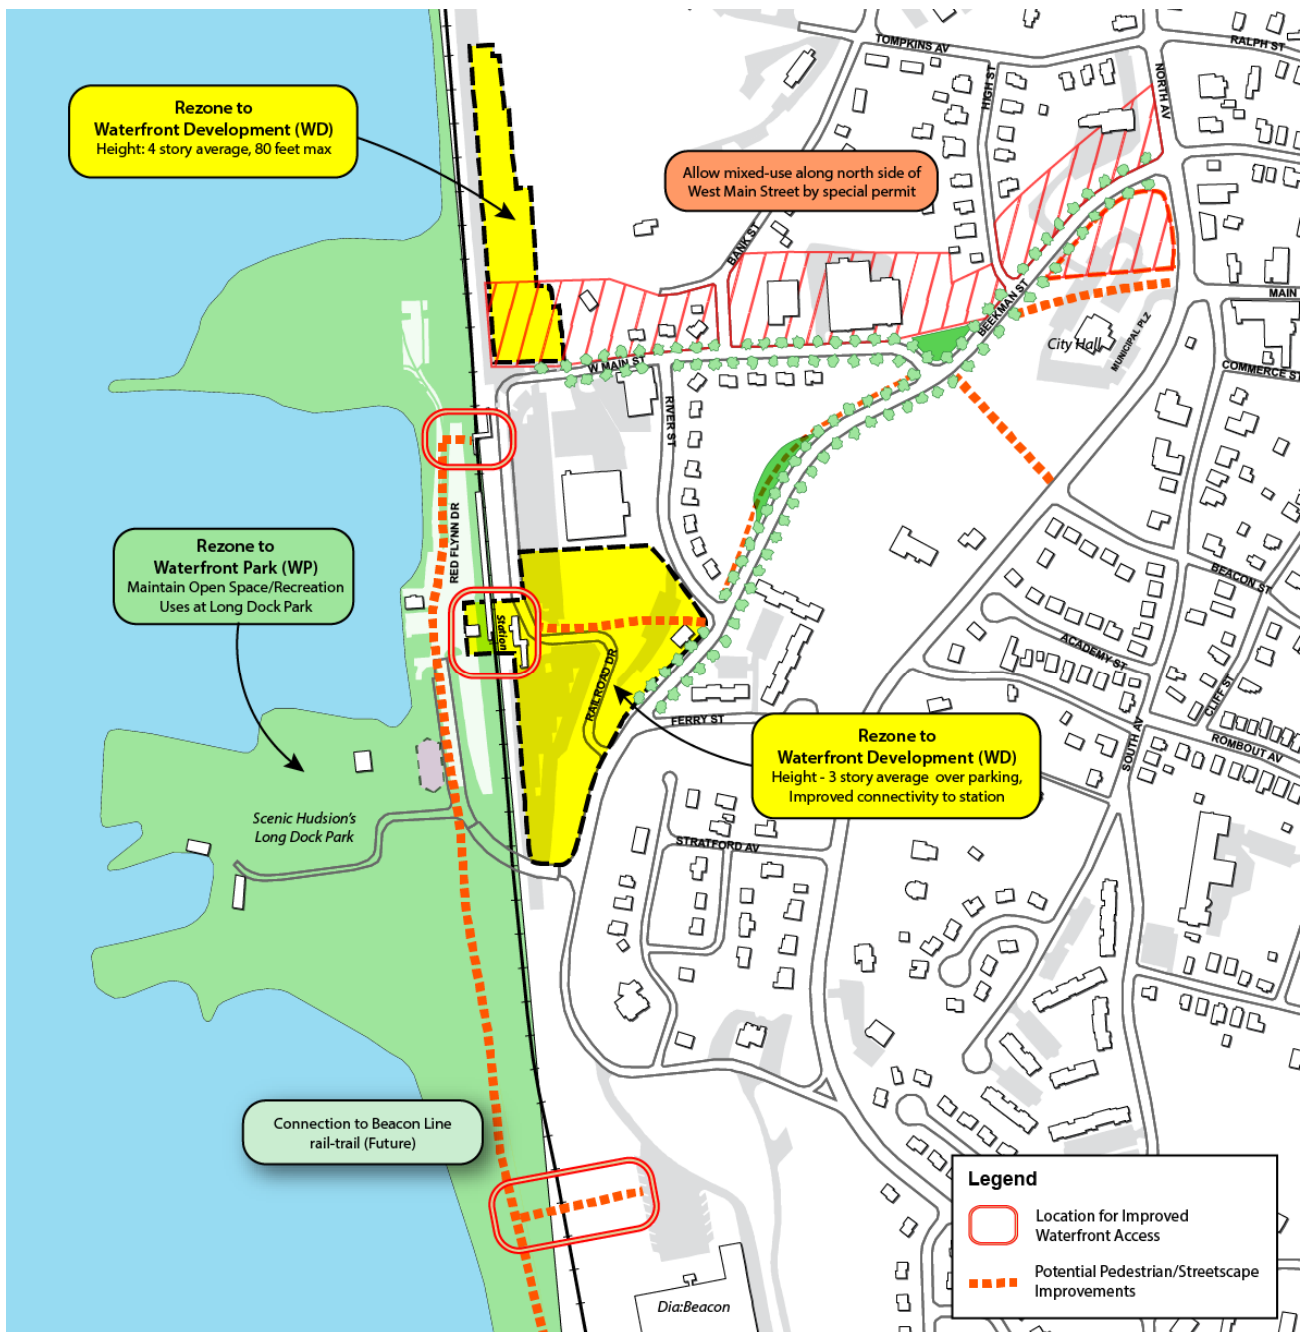 TOMPKINS AV
RALPH ST
HIGH ST
NORTH AV
Rezone to
Waterfront Development (WD)
Height: 4 story average, 80 feet max
Allow mixed-use along north side of
West Main Street by special permit
BANK ST
BEEKMAN ST
MAIN
City Hall
MUNICIPAL PLZ
COMMERCE ST
W MAIN ST
RIVER ST
RED FLYNN DR
Rezone to
Waterfront Park (WP)
Maintain Open Space/Recreation
Uses at Long Dock Park
Station
RAILROAD DR
BEACON ST
ACADEMY ST
CLIFF ST
ROMBOUT AV
SOUTH AV
FERRY ST
Rezone to
Waterfront Development (WD)
Height - 3 story average over parking,
Improved connectivity to station
Scenic Hudsion's
Long Dock Park
STRATFORD AV
Connection to Beacon Line
rail-trail (Future)
Dia:Beacon
Legend
Location for Improved
Waterfront Access
Potential Pedestrian/Streetscape
Improvements